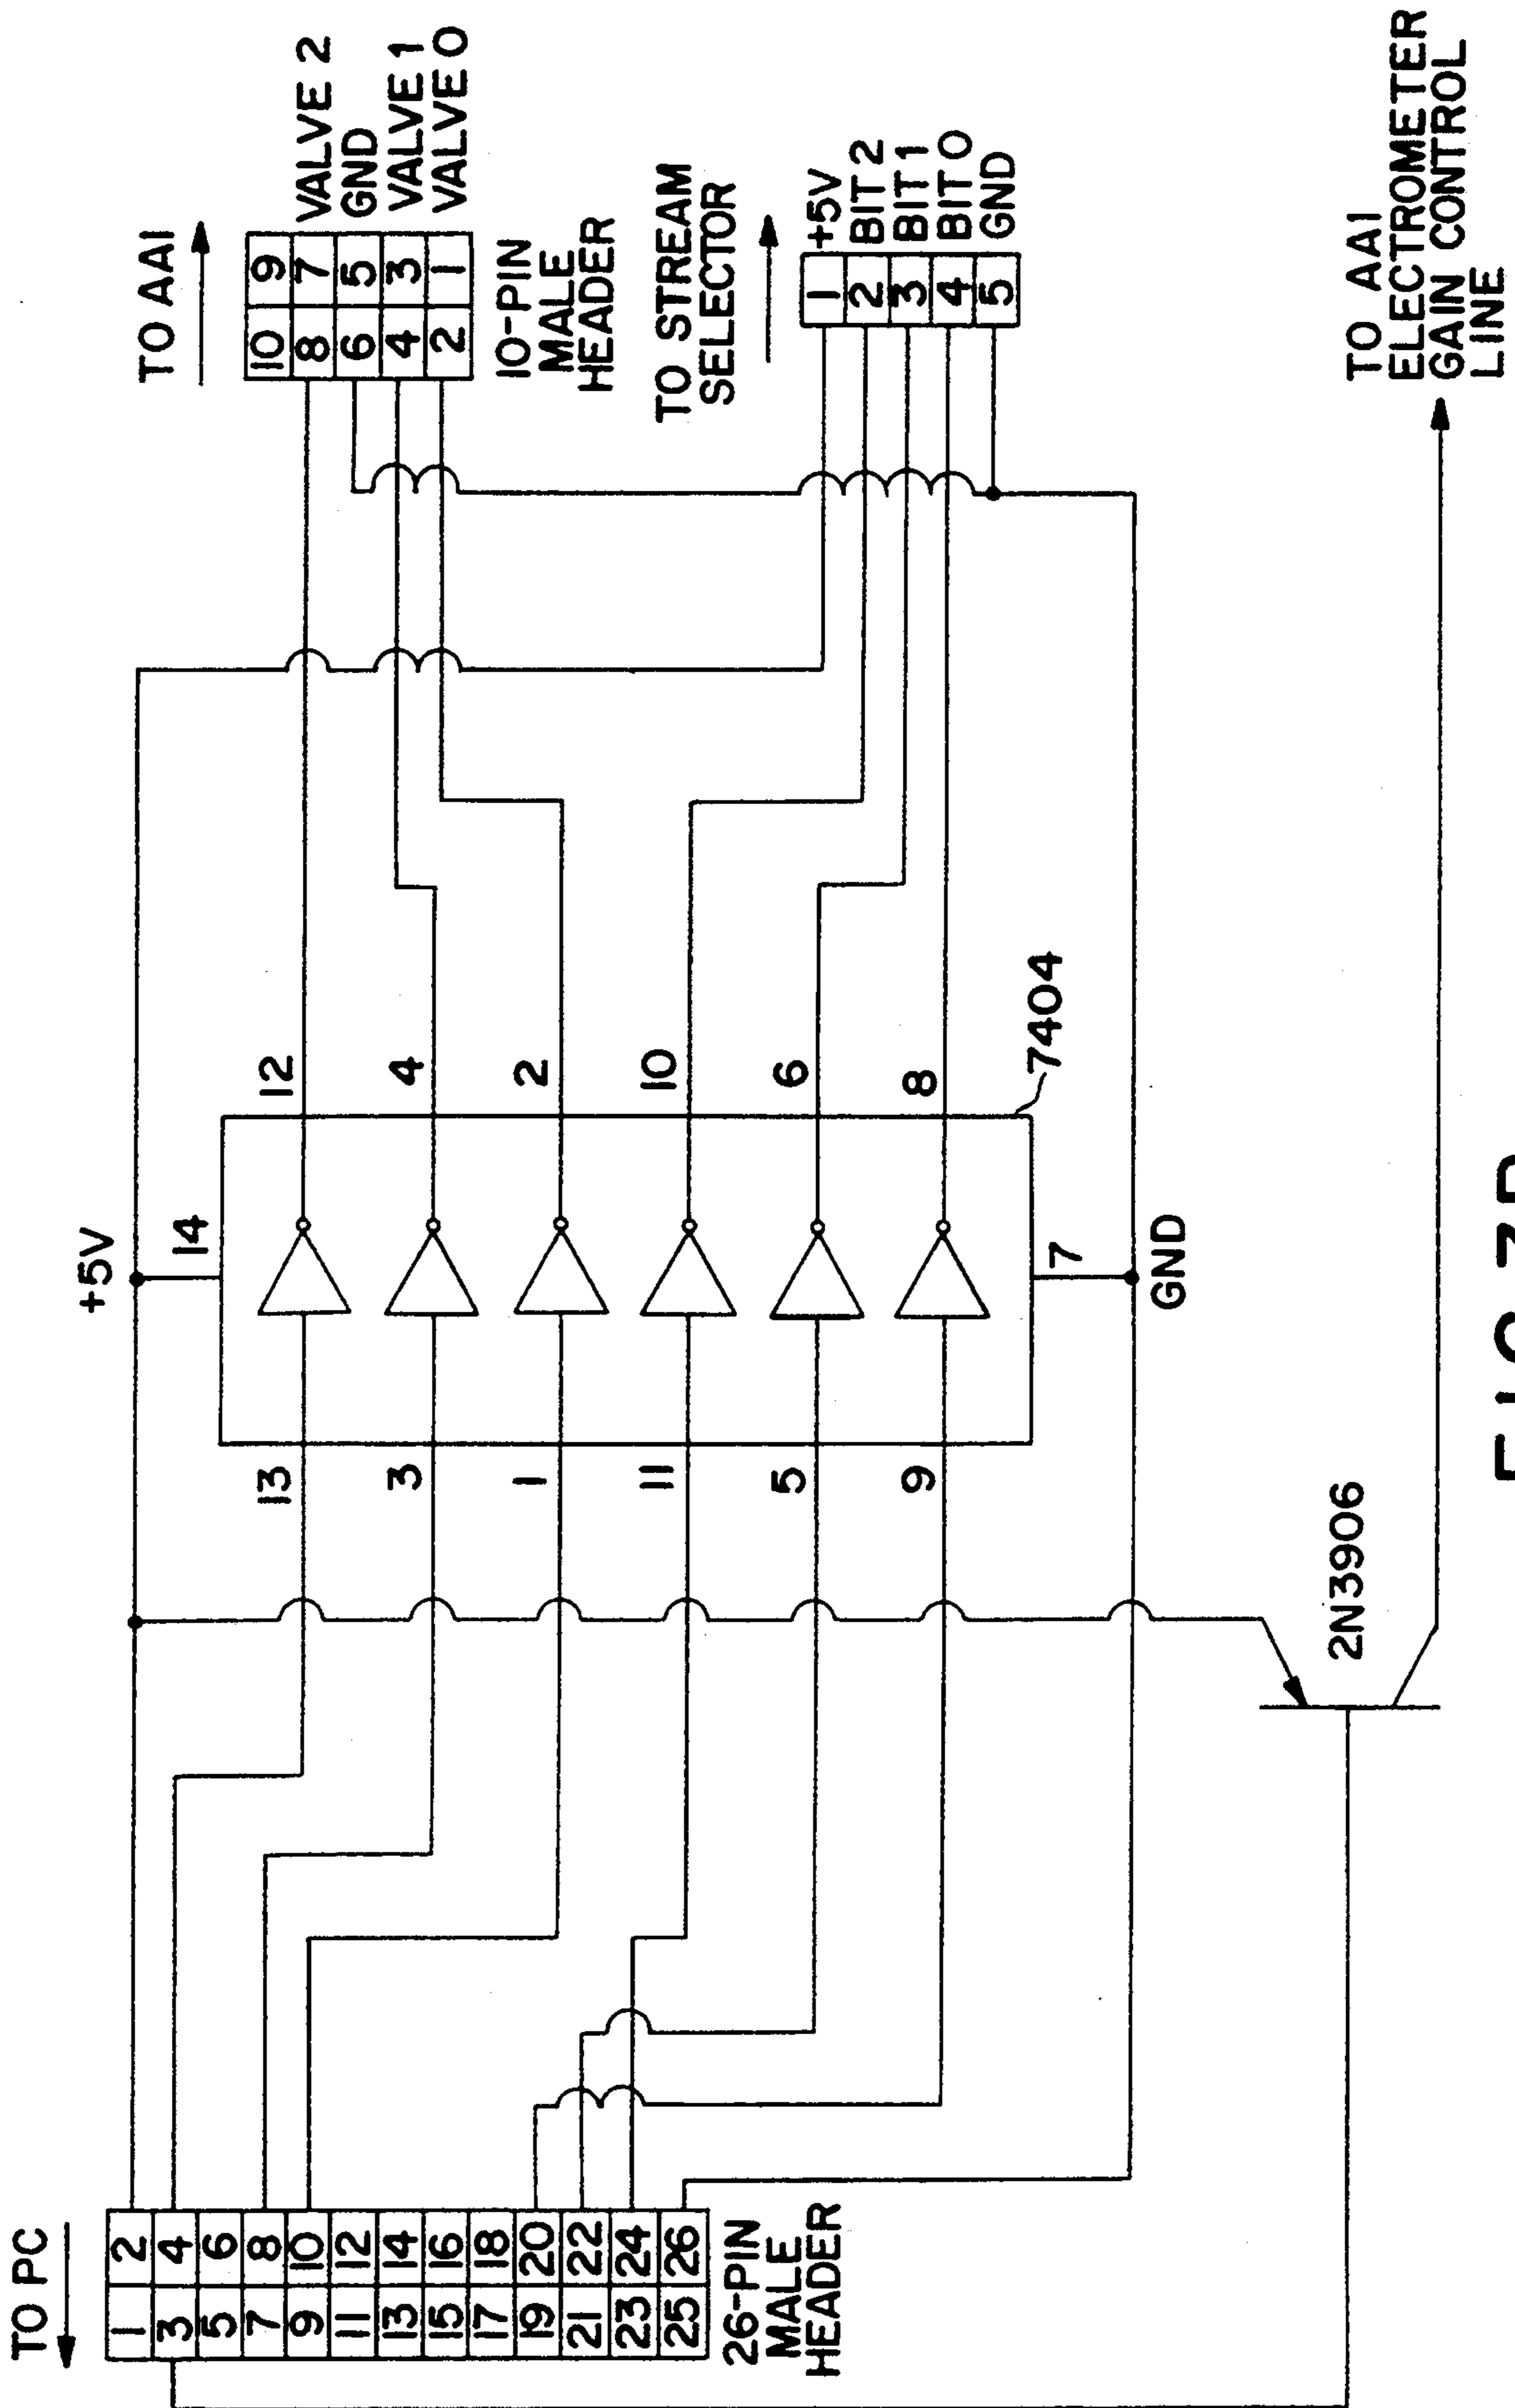 TO PC
1 2
3 4
5 6
7 8
9 10
11 12
13 14
15 16
17 18
19 20
21 22
23 24
25 26
26-PIN
MALE
HEADER
+5V
14
13
12
3
4
1
2
11
10
5
6
9
8
7
GND
7404
2N3906
TO AAI
10 9
8 7 VALVE 2
6 5 GND
4 3 VALVE 1
2 1 VALVE 0
10-PIN
MALE
HEADER
TO STREAM
SELECTOR
1 +5V
2 BIT 2
3 BIT 1
4 BIT 0
5 GND
TO AAI
ELECTROMETER
GAIN CONTROL
LINE